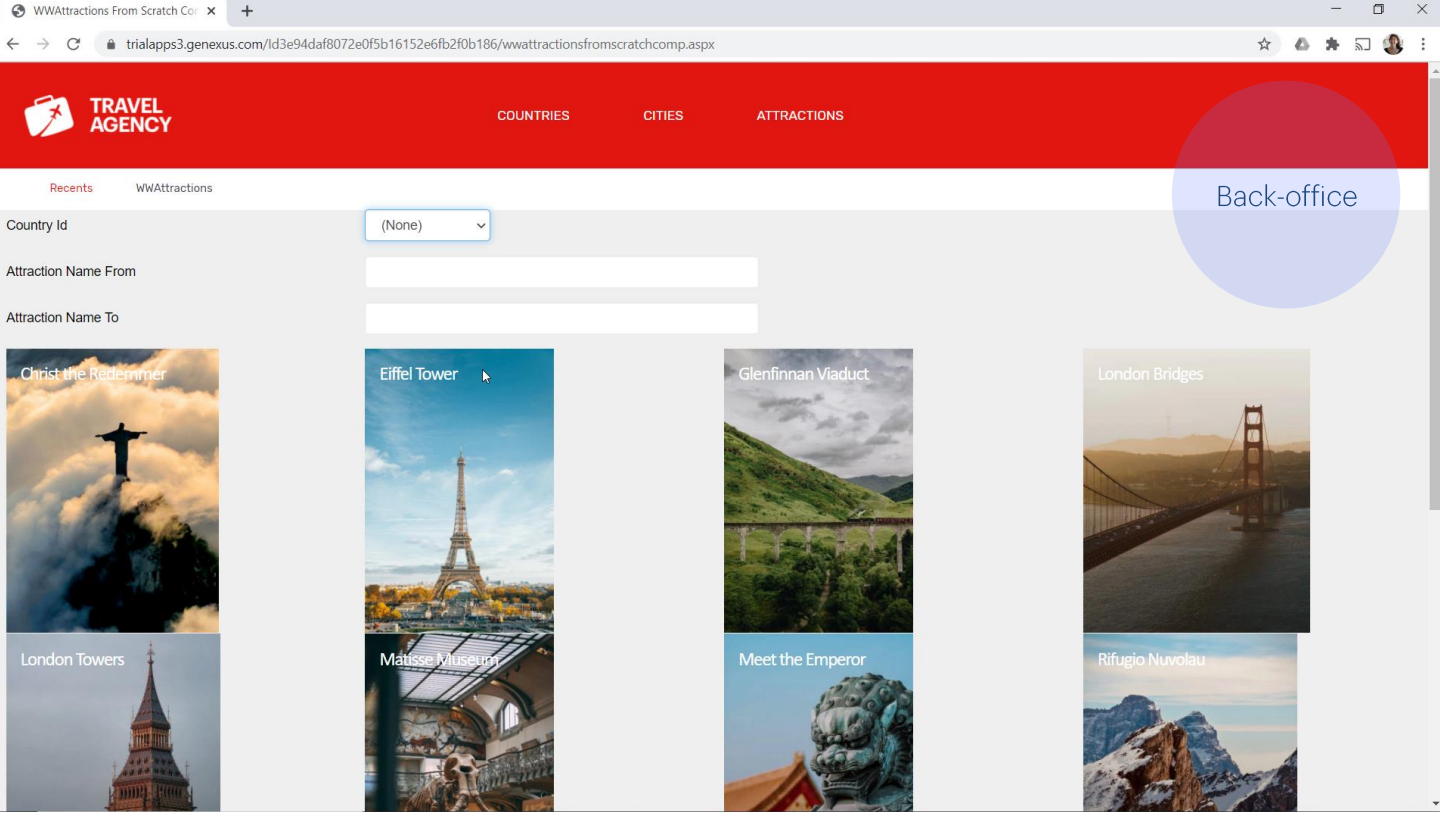 WWAttractions From Scratch Co
trialapps3.genexus.com/Id3e94daf8072e0f5b16152e6fb2f0b186/wwattractionsfromscratchcomp.aspx
TRAVEL
AGENCY
COUNTRIES CITIES ATTRACTIONS
Recents WWAttractions
Back-office
Country Id (None)
Attraction Name From
Attraction Name To
Christ the Redemmer Eiffel Tower Glenfinnan Viaduct London Bridges
London Towers Matisse Museum Meet the Emperor Rifugio Nuvolau